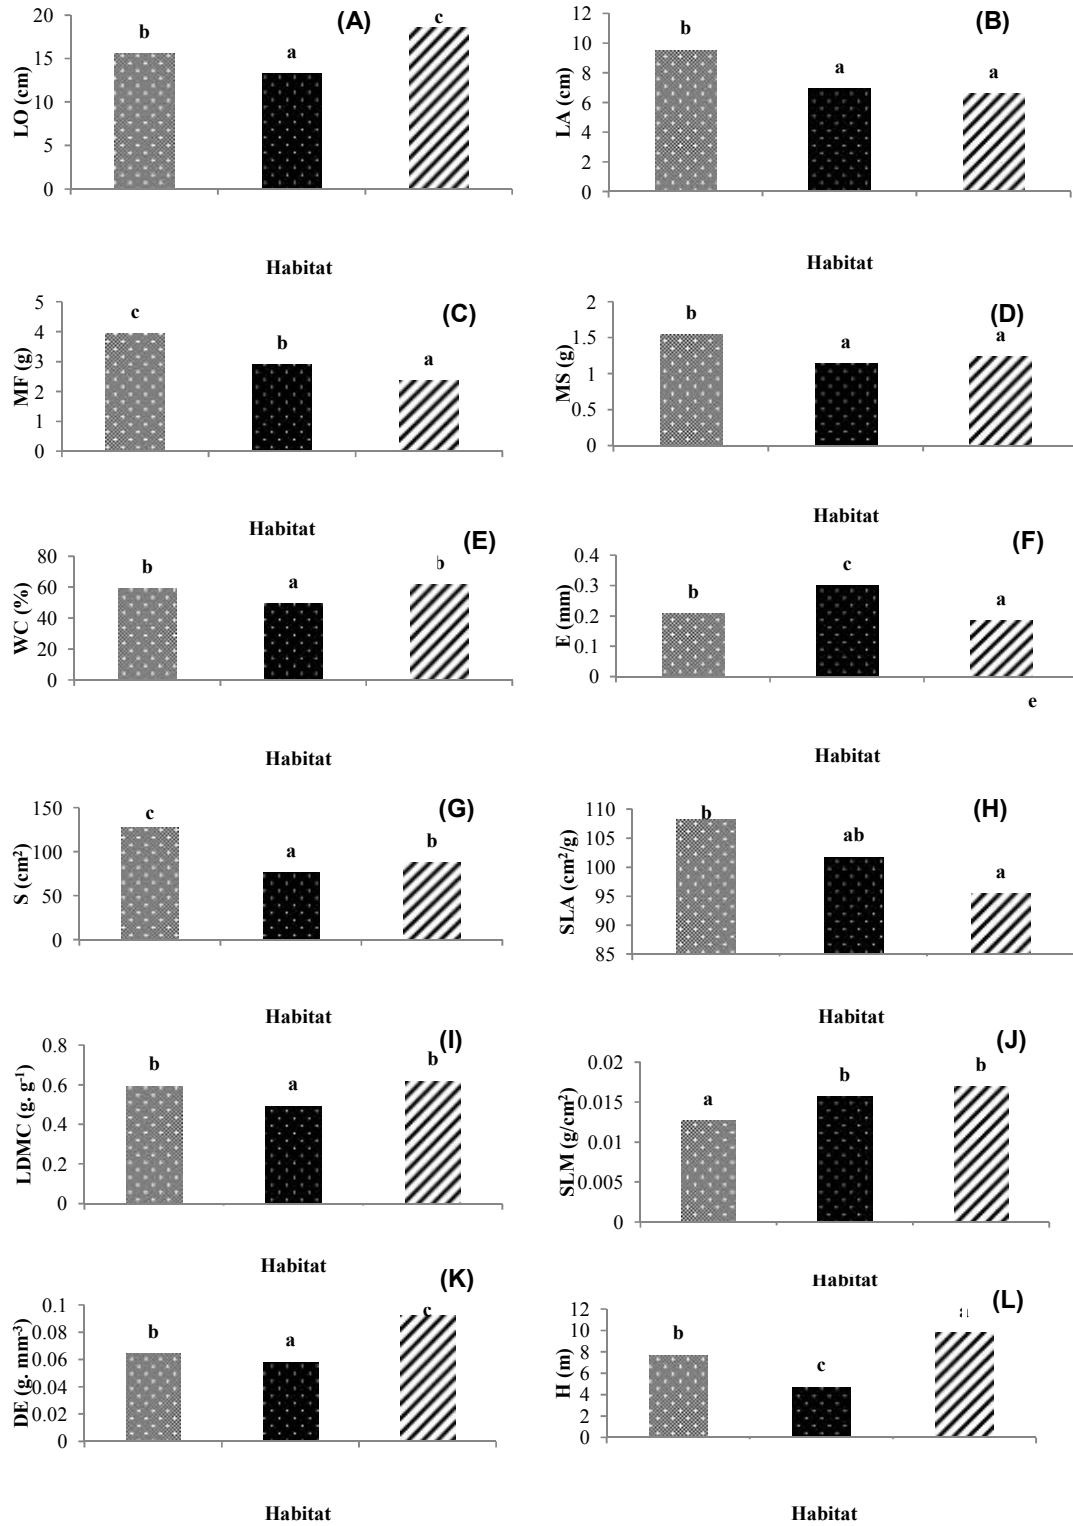 (A)
LO (cm)
20
15
10
5
0
b
a
c
Habitat
(B)
LA (cm)
12
10
8
6
4
2
0
b
a
a
Habitat
(C)
MF (g)
5
4
3
2
1
0
c
b
a
Habitat
(D)
MS (g)
2
1.5
1
0.5
0
b
a
a
Habitat
(E)
WC (%)
80
60
40
20
0
b
a
b
Habitat
(F)
E (mm)
0.4
0.3
0.2
0.1
0
b
c
a
e
Habitat
(G)
S (cm²)
150
100
50
0
c
a
b
Habitat
(H)
SLA (cm²/g)
110
105
100
95
90
85
b
ab
a
Habitat
(I)
LDMC (g. g⁻¹)
0.8
0.6
0.4
0.2
0
b
a
b
Habitat
(J)
SLM (g/cm²)
0.02
0.015
0.01
0.005
0
a
b
b
Habitat
(K)
DE (g. mm⁻³)
0.1
0.08
0.06
0.04
0.02
0
b
a
c
Habitat
(L)
H (m)
12
10
8
6
4
2
0
b
c
a
Habitat